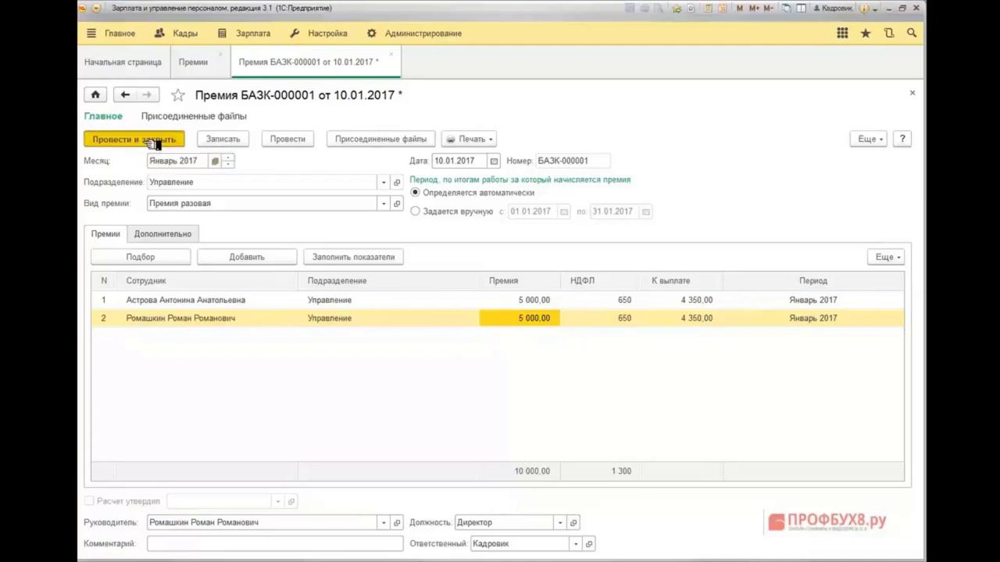 Зарплата и управление персоналом, редакция 3.1 (1С:Предприятие) M M+ M- Кадровик
Главное Кадры Зарплата Настройка Администрирование
Начальная страница Премии Премия БАЗК-000001 от 10.01.2017 *
Премия БАЗК-000001 от 10.01.2017 *
Главное Присоединенные файлы
Провести и закрыть Записать Провести Присоединенные файлы Печать Еще ?
Месяц: Январь 2017 Дата: 10.01.2017 Номер: БАЗК-000001
Подразделение: Управление Период, по итогам работы за который начисляется премия
Определяется автоматически
Вид премии: Премия разовая
Задается вручную с: 01.01.2017 по: 31.01.2017
Премии Дополнительно
Подбор Добавить Заполнить показатели Еще
N Сотрудник Подразделение Премия НДФЛ К выплате Период
1 Астрова Антонина Анатольевна Управление 5 000,00 650 4 350,00 Январь 2017
2 Ромашкин Роман Романович Управление 5 000,00 650 4 350,00 Январь 2017
10 000,00 1 300
Расчет утвердил
Руководитель: Ромашкин Роман Романович Должность: Директор
Комментарий: Ответственный: Кадровик
ПРОФБУХ8.ру